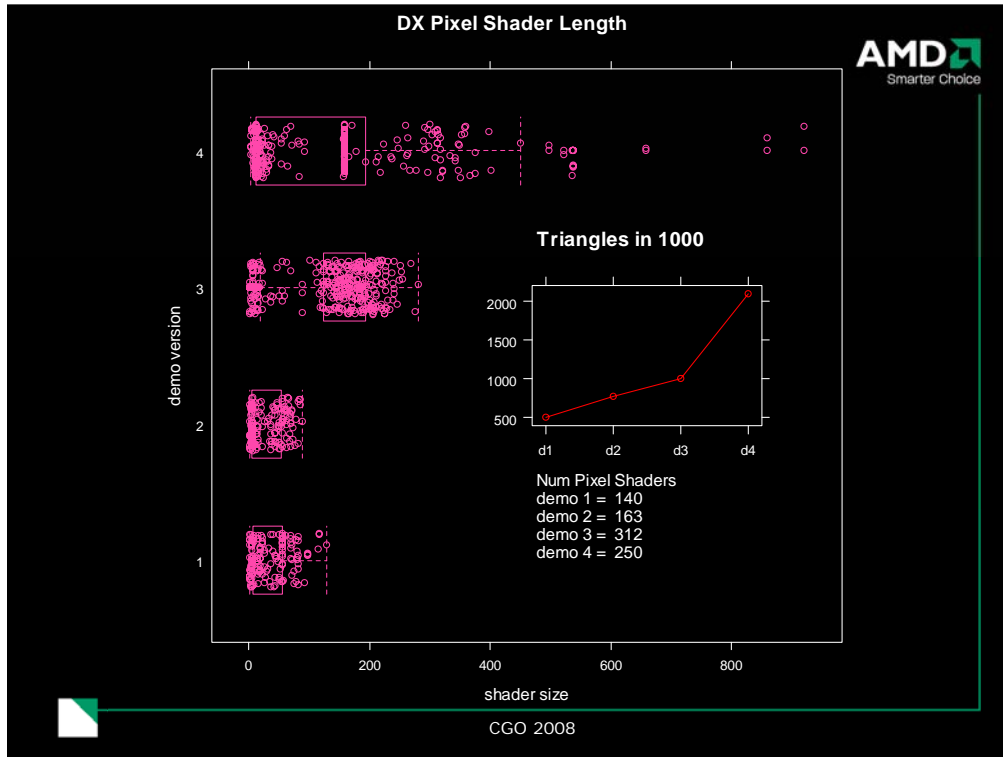 DX Pixel Shader Length
AMD
Smarter Choice
4
3
2
1
demo version
0 200 400 600 800
shader size
Triangles in 1000
2000
1500
1000
500
d1 d2 d3 d4
Num Pixel Shaders
demo 1 = 140
demo 2 = 163
demo 3 = 312
demo 4 = 250
CGO 2008